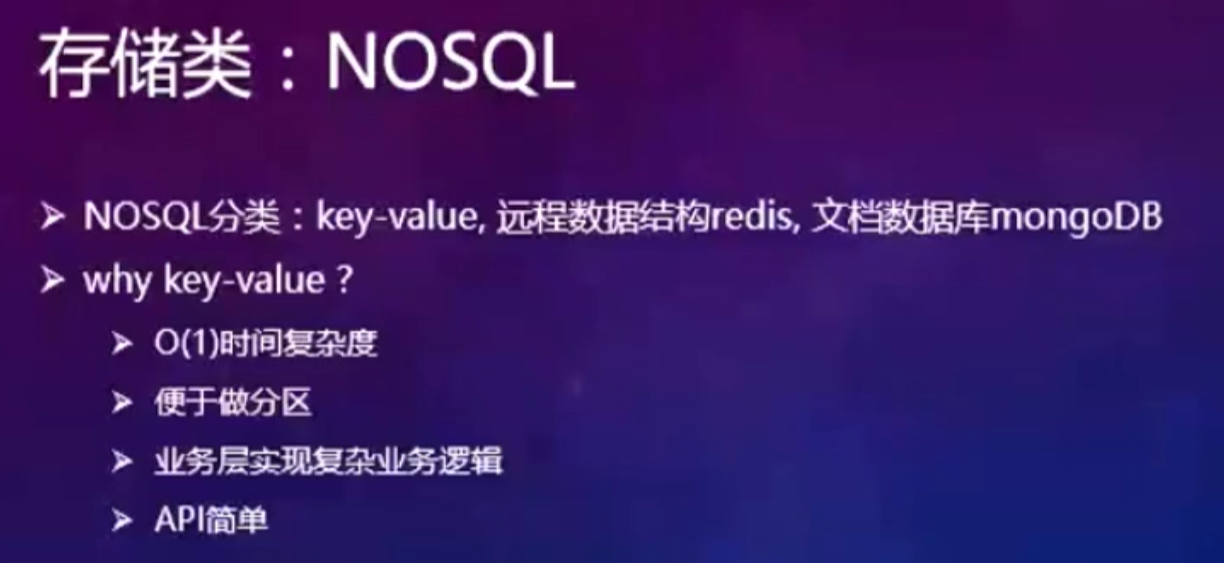 存储类：NOSQL
➢ NOSQL分类：key-value, 远程数据结构redis, 文档数据库mongoDB
➢ why key-value？
➢ O(1)时间复杂度
➢ 便于做分区
➢ 业务层实现复杂业务逻辑
➢ API简单